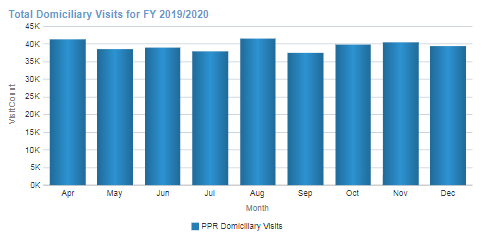 Total Domiciliary Visits for FY 2019/2020
45K
40K
35K
30K
25K
20K
15K
10K
5K
0K
VisitCount
Apr May Jun Jul Aug Sep Oct Nov Dec
Month
PPR Domiciliary Visits